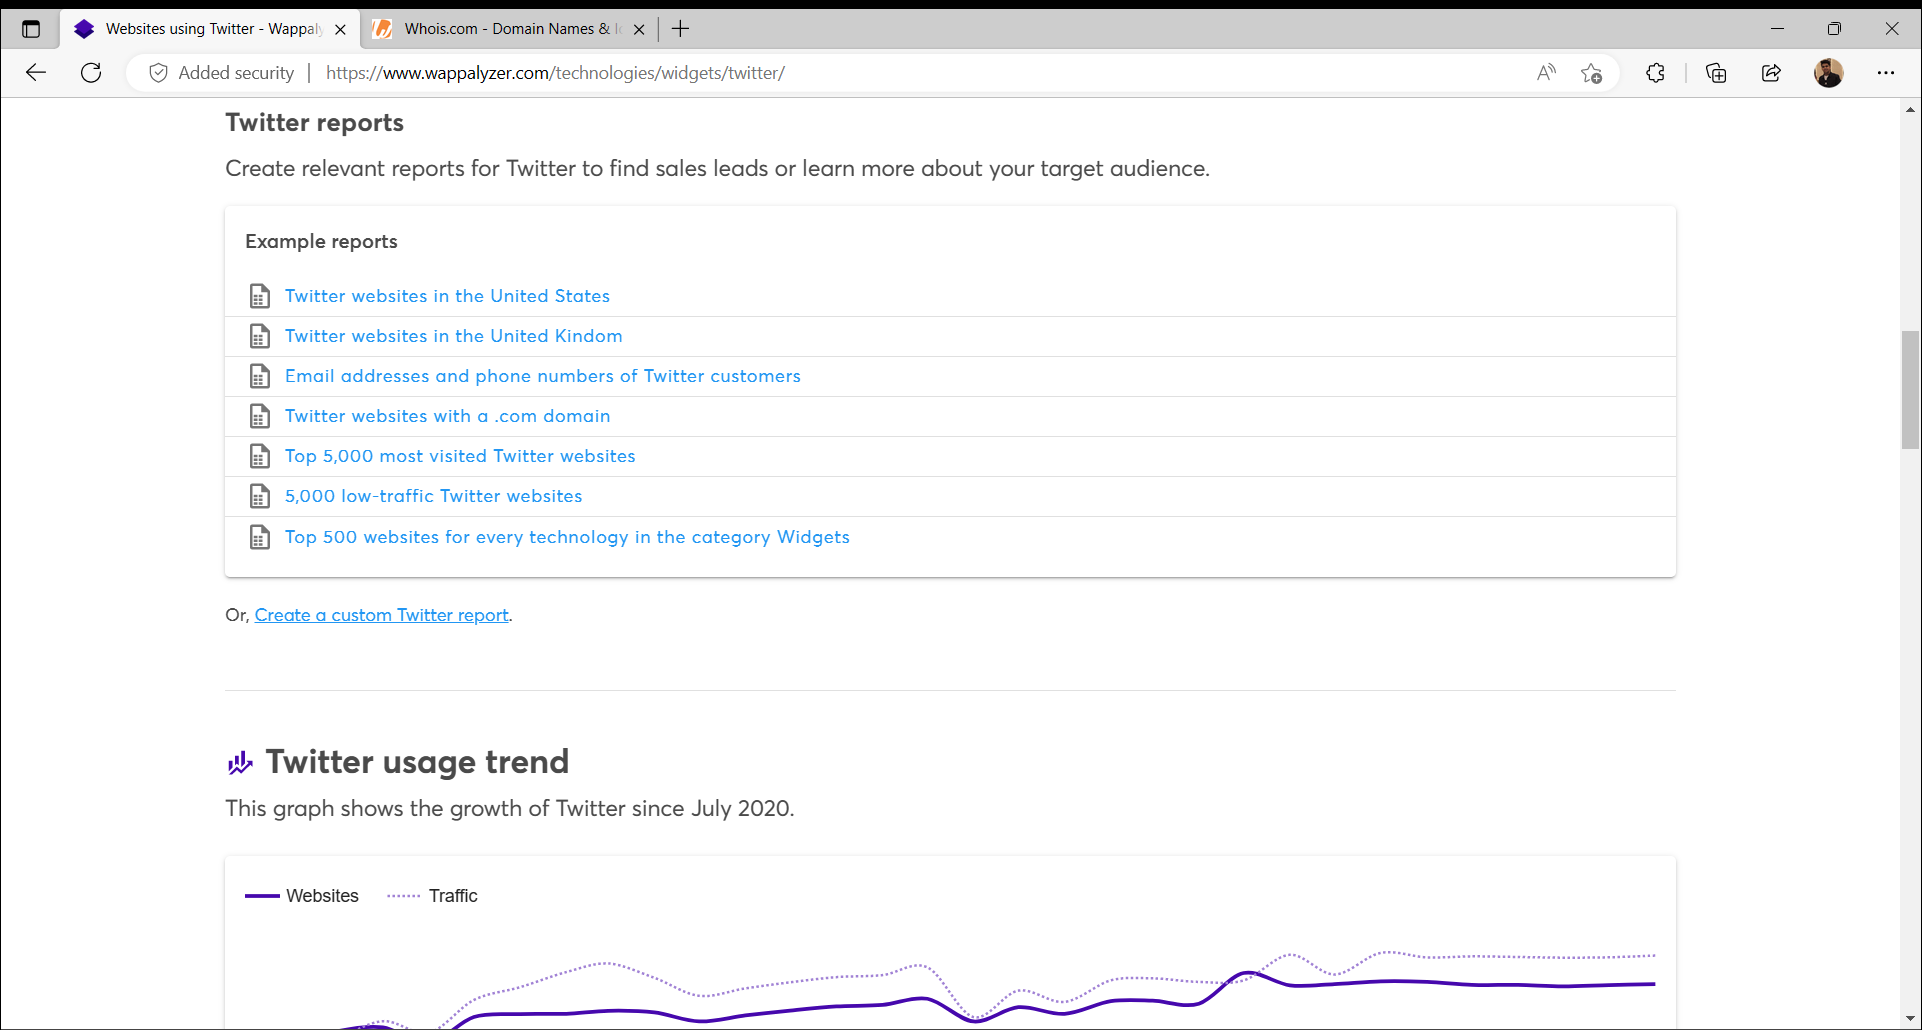 Websites using Twitter - Wappaly
Whois.com - Domain Names &
Added security | https://www.wappalyzer.com/technologies/widgets/twitter/
Twitter reports
Create relevant reports for Twitter to find sales leads or learn more about your target audience.
Example reports
Twitter websites in the United States
Twitter websites in the United Kindom
Email addresses and phone numbers of Twitter customers
Twitter websites with a .com domain
Top 5,000 most visited Twitter websites
5,000 low-traffic Twitter websites
Top 500 websites for every technology in the category Widgets
Or, Create a custom Twitter report.
Twitter usage trend
This graph shows the growth of Twitter since July 2020.
Websites Traffic